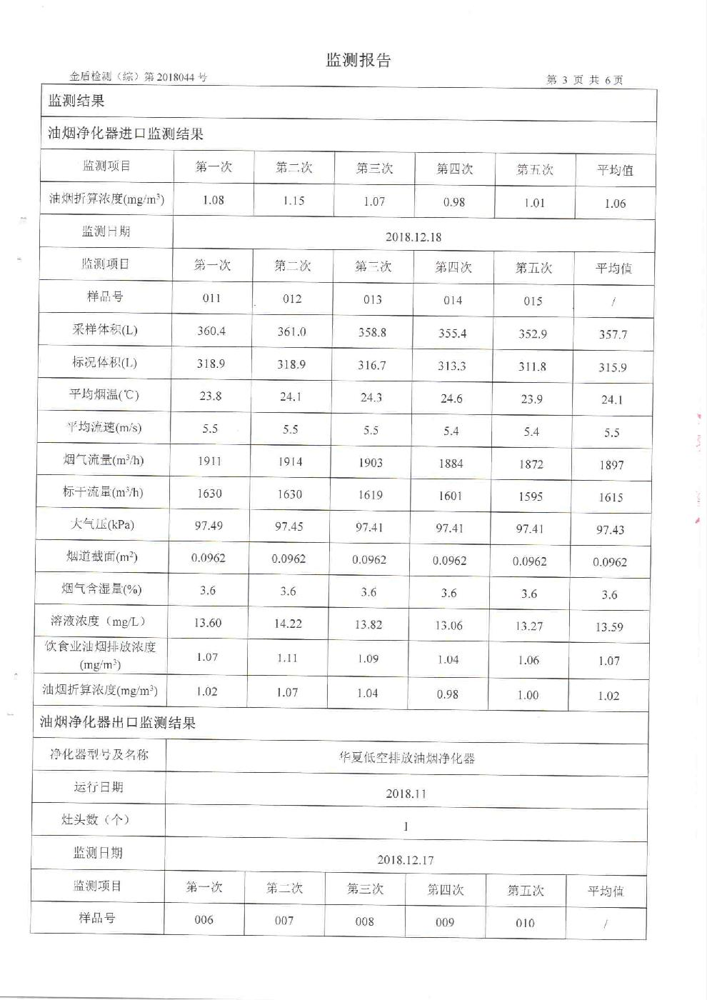 监测报告
金盾检测（综）第 2018044 号
第 3 页 共 6 页
监测结果
油烟净化器进口监测结果
监测项目 第一次 第二次 第三次 第四次 第五次 平均值
油烟折算浓度(mg/m³) 1.08 1.15 1.07 0.98 1.01 1.06
监测日期 2018.12.18
监测项目 第一次 第二次 第三次 第四次 第五次 平均值
样品号 011 012 013 014 015 /
采样体积(L) 360.4 361.0 358.8 355.4 352.9 357.7
标况体积(L) 318.9 318.9 316.7 313.3 311.8 315.9
平均烟温(℃) 23.8 24.1 24.3 24.6 23.9 24.1
平均流速(m/s) 5.5 5.5 5.5 5.4 5.4 5.5
烟气流量(m³/h) 1911 1914 1903 1884 1872 1897
标干流量(m³/h) 1630 1630 1619 1601 1595 1615
大气压(kPa) 97.49 97.45 97.41 97.41 97.41 97.43
烟道截面(m²) 0.0962 0.0962 0.0962 0.0962 0.0962 0.0962
烟气含湿量(%) 3.6 3.6 3.6 3.6 3.6 3.6
溶液浓度（mg/L） 13.60 14.22 13.82 13.06 13.27 13.59
饮食业油烟排放浓度
(mg/m³) 1.07 1.11 1.09 1.04 1.06 1.07
油烟折算浓度(mg/m³) 1.02 1.07 1.04 0.98 1.00 1.02
油烟净化器出口监测结果
净化器型号及名称 华夏低空排放油烟净化器
运行日期 2018.11
灶头数（个） 1
监测日期 2018.12.17
监测项目 第一次 第二次 第三次 第四次 第五次 平均值
样品号 006 007 008 009 010 /